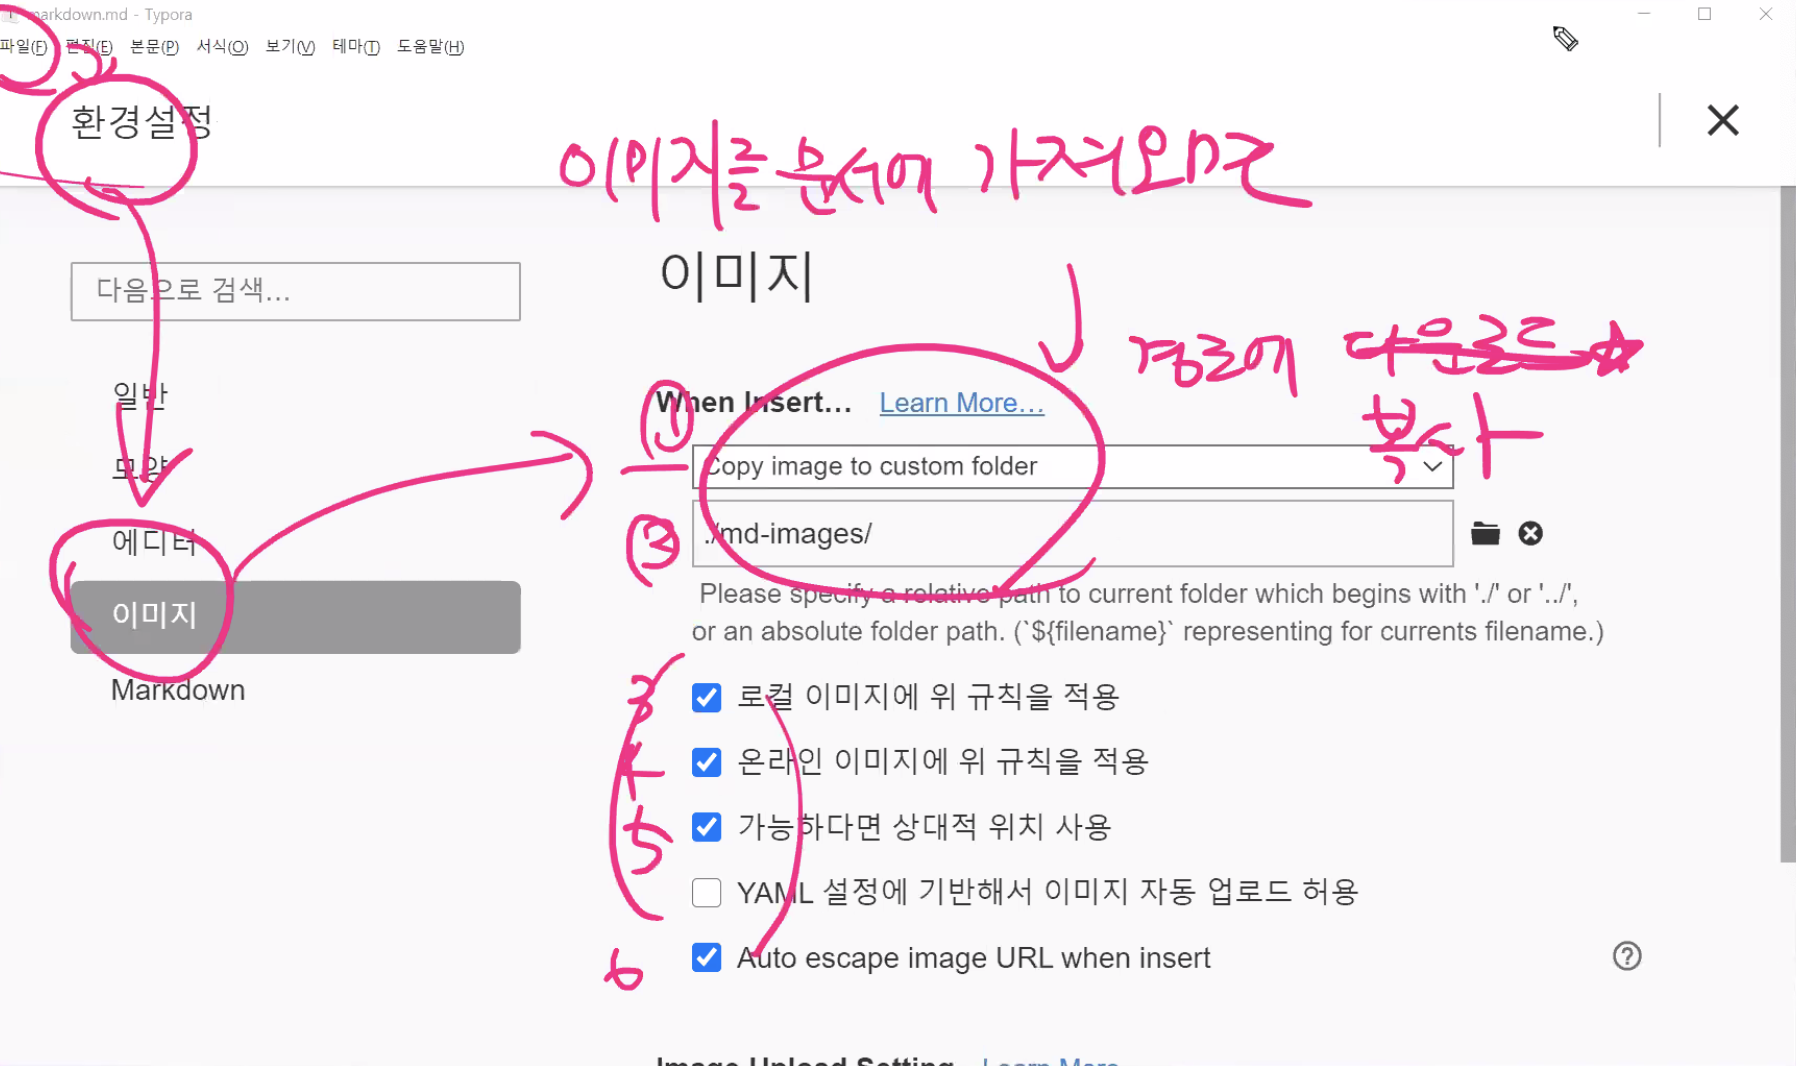 markdown.md - Typora
파일(F) 편집(E) 본문(P) 서식(O) 보기(V) 테마(T) 도움말(H)
2
환경설정
이미지를 문서에 가져오면
다음으로 검색...
이미지
경로에 다운로드
복사
일반
모양
에디터
이미지
Markdown
① When Insert... Learn More...
Copy image to custom folder
② ./md-images/
Please specify a relative path to current folder which begins with './' or '../',
or an absolute folder path. (`${filename}` representing for currents filename.)
3 로컬 이미지에 위 규칙을 적용
4 온라인 이미지에 위 규칙을 적용
5 가능하다면 상대적 위치 사용
YAML 설정에 기반해서 이미지 자동 업로드 허용
6 Auto escape image URL when insert
Image Upload Setting Learn More...